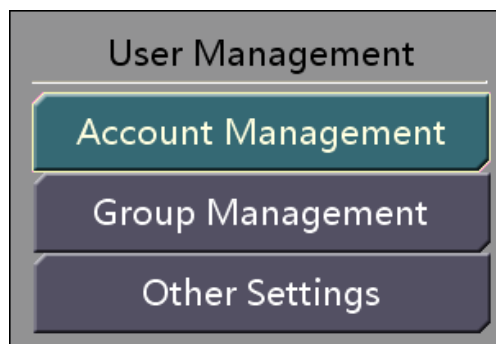 User Management
Account Management
Group Management
Other Settings